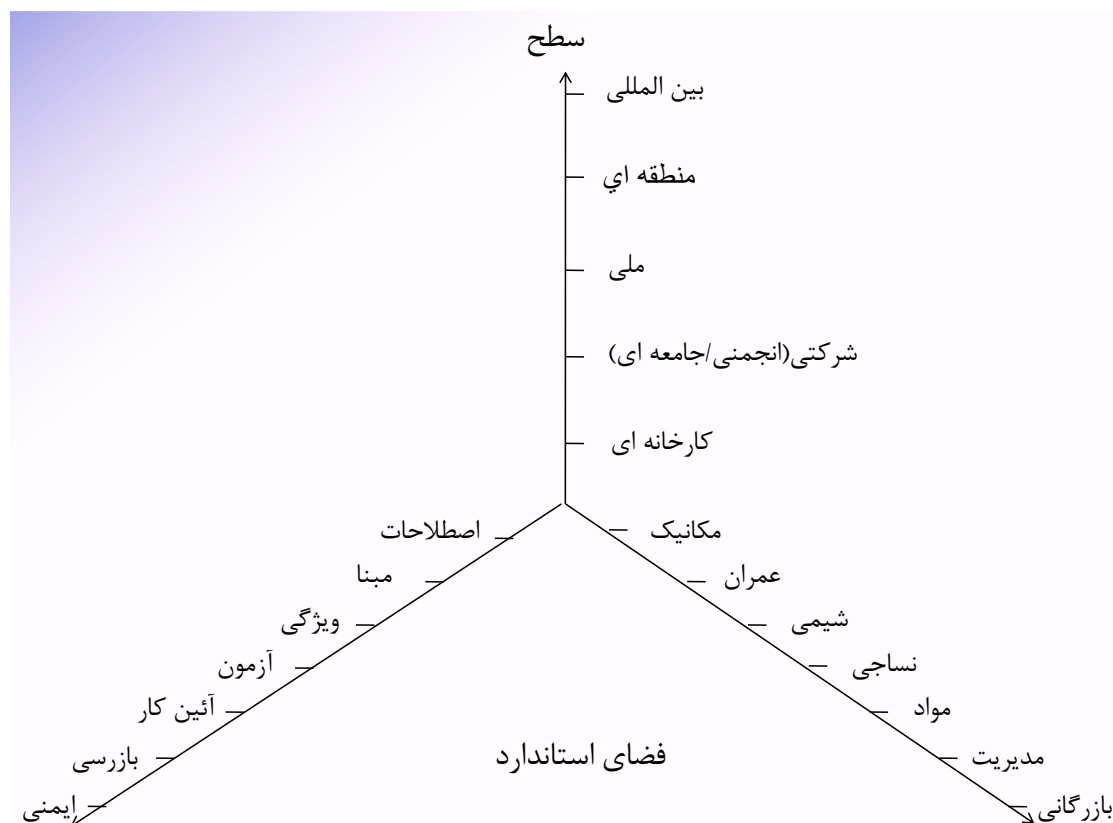 سطح
بین المللی
منطقه اي
ملی
شرکتی(انجمنی/جامعه ای)
کارخانه ای
مکانیک
عمران
شیمی
نساجی
مواد
مدیریت
بازرگانی
اصطلاحات
مبنا
ویژگی
آزمون
آئین کار
بازرسی
ایمنی
فضای استاندارد